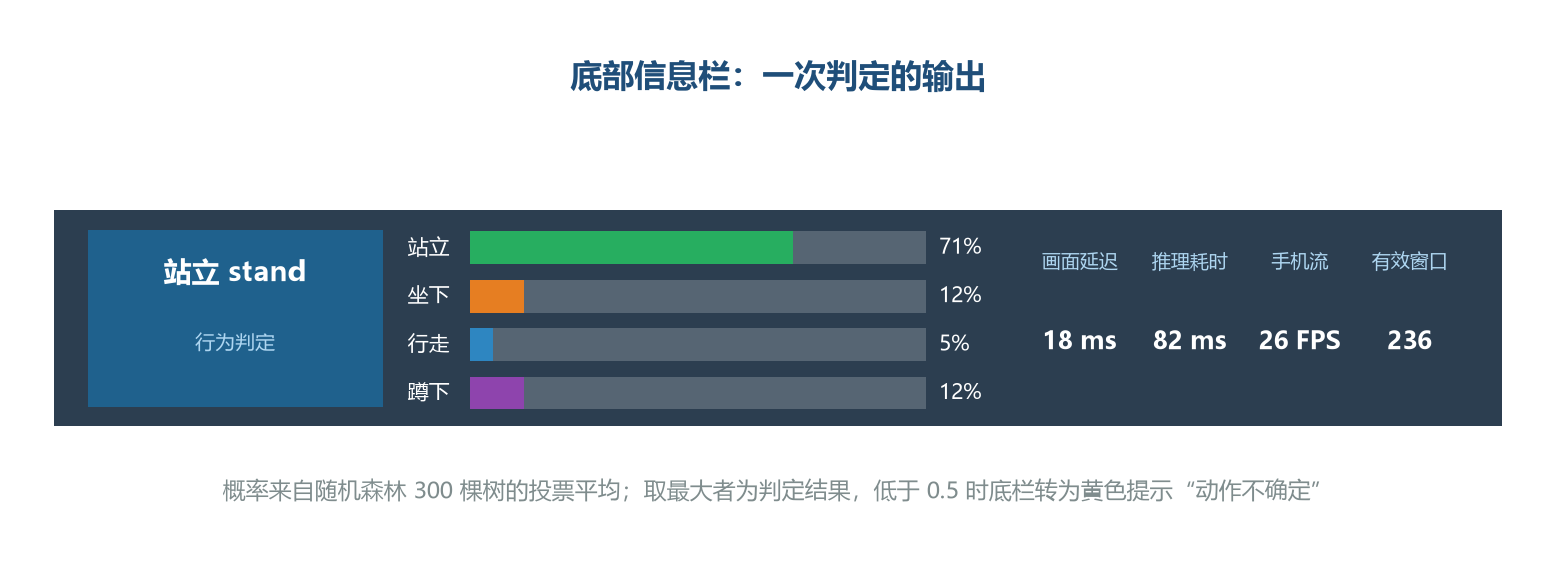 底部信息栏：一次判定的输出
站立 stand
行为判定
站立 71%
坐下 12%
行走 5%
蹲下 12%
画面延迟 推理耗时 手机流 有效窗口
18 ms 82 ms 26 FPS 236
概率来自随机森林 300 棵树的投票平均；取最大者为判定结果，低于 0.5 时底栏转为黄色提示“动作不确定”